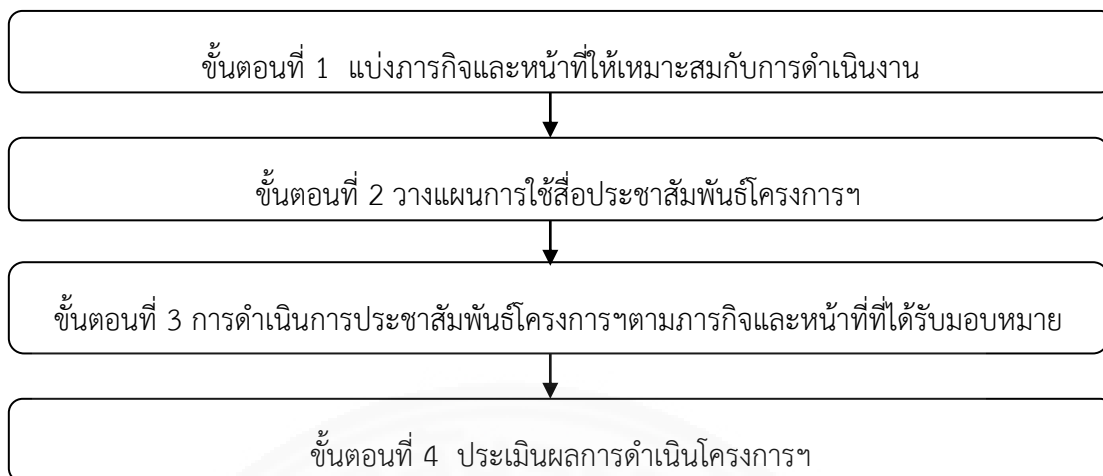 ขั้นตอนที่ 1 แบ่งภารกิจและหน้าที่ให้เหมาะสมกับการดำเนินงาน
ขั้นตอนที่ 2 วางแผนการใช้สื่อประชาสัมพันธ์โครงการฯ
ขั้นตอนที่ 3 การดำเนินการประชาสัมพันธ์โครงการฯตามภารกิจและหน้าที่ที่ได้รับมอบหมาย
ขั้นตอนที่ 4 ประเมินผลการดำเนินโครงการฯ